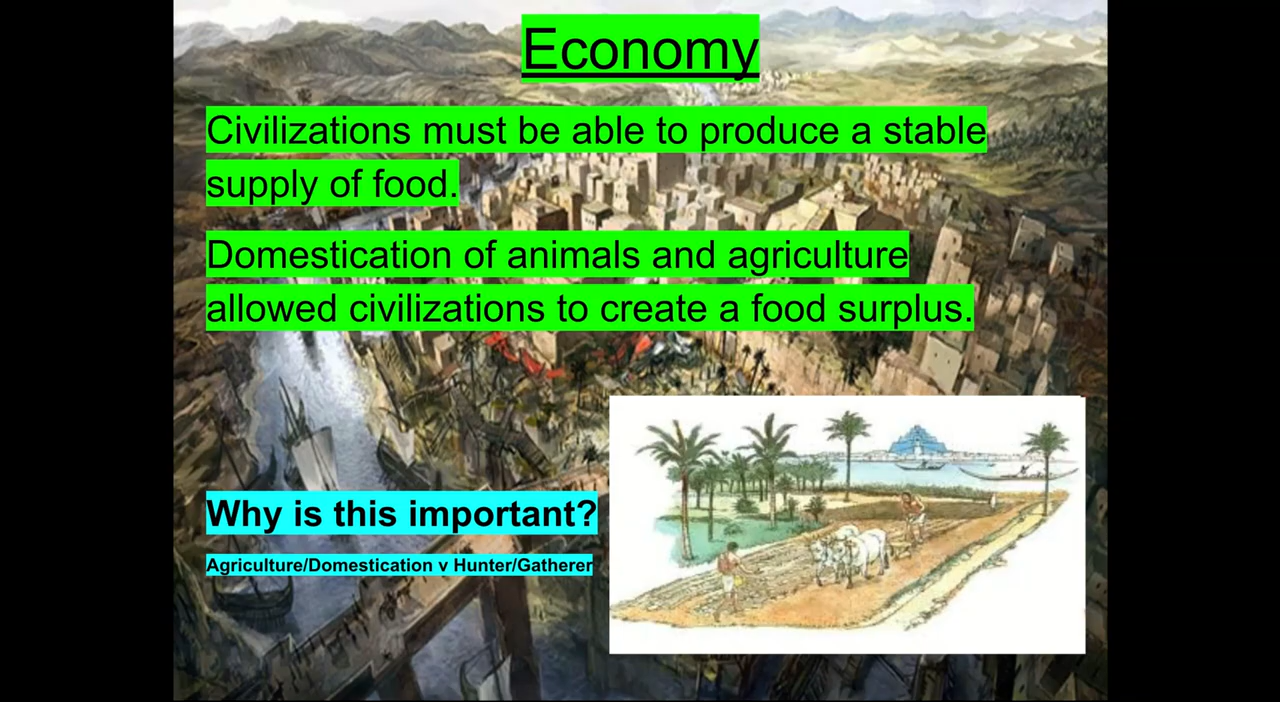 Economy
Civilizations must be able to produce a stable
supply of food.
Domestication of animals and agriculture
allowed civilizations to create a food surplus.
Why is this important?
Agriculture/Domestication v Hunter/Gatherer